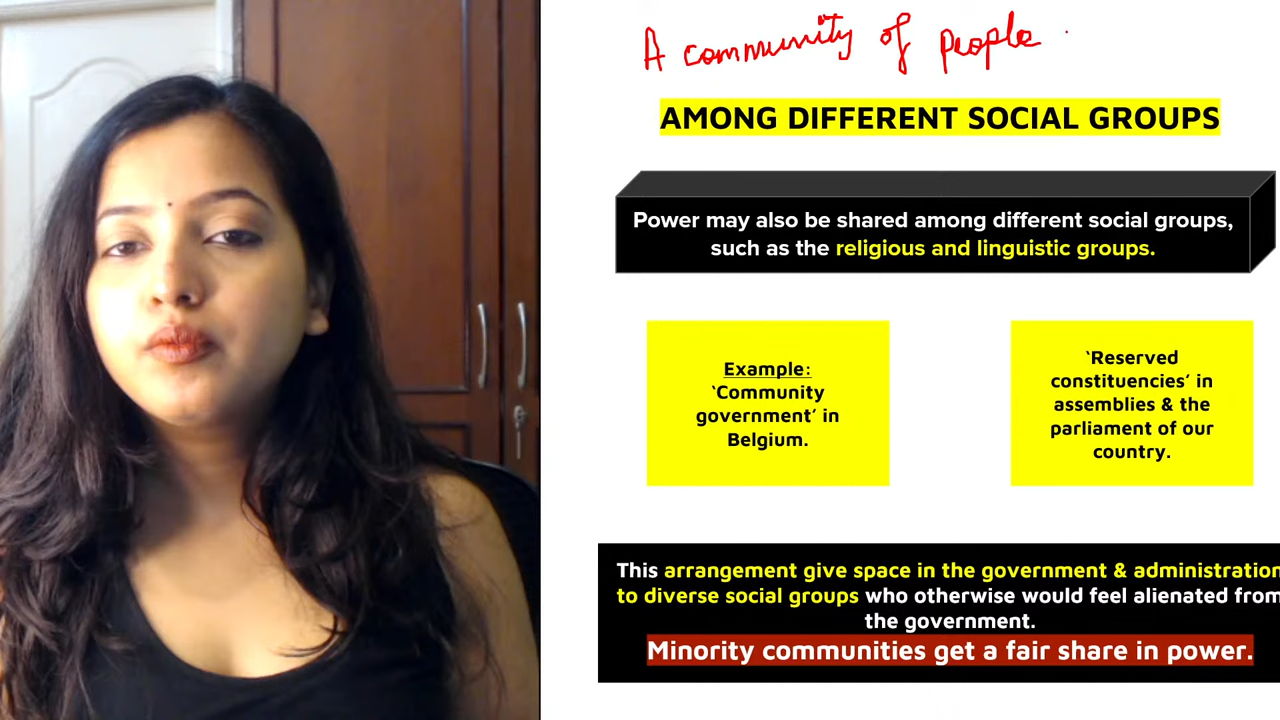 A community of people
AMONG DIFFERENT SOCIAL GROUPS
Power may also be shared among different social groups,
such as the religious and linguistic groups.
Example:
‘Community
government’ in
Belgium.
‘Reserved
constituencies’ in
assemblies & the
parliament of our
country.
This arrangement give space in the government & administration
to diverse social groups who otherwise would feel alienated from
the government.
Minority communities get a fair share in power.